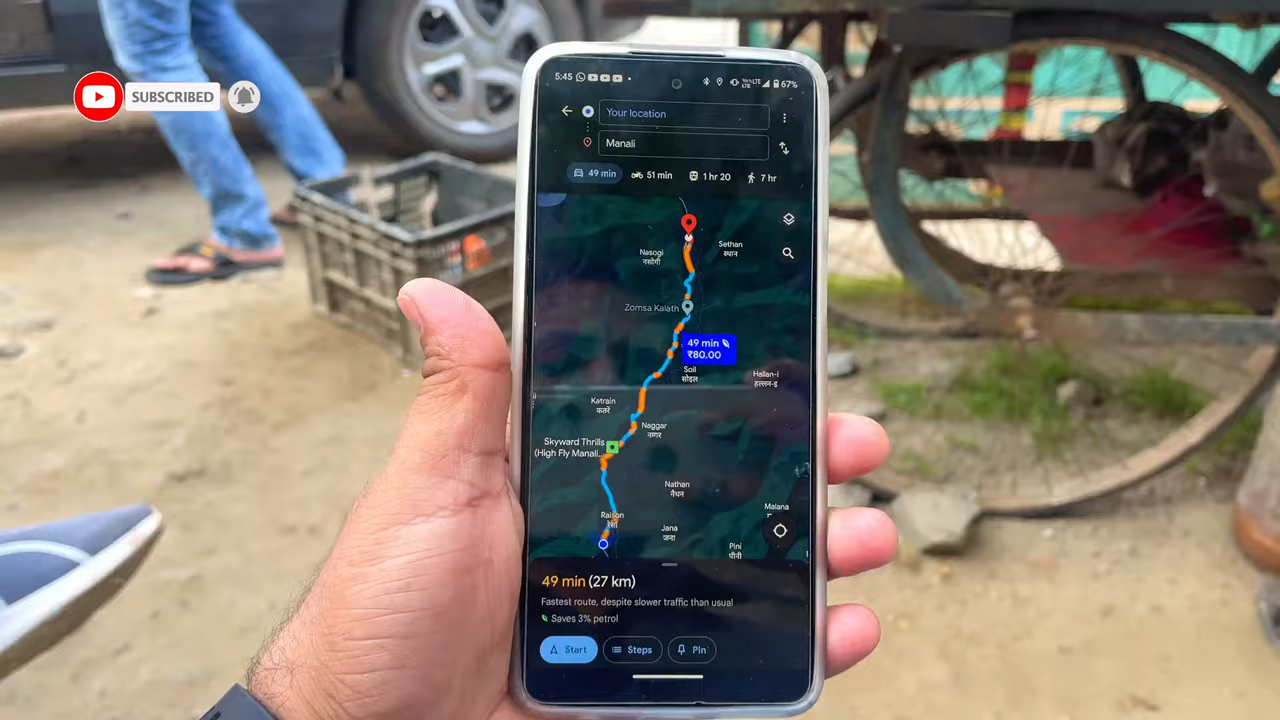 SUBSCRIBED
5:45
67%
Your location
Manali
49 min
51 min
1 hr 20
7 hr
Nasogi
नसोगी
Sethan
स्थान
Zomsa Kalath
49 min
₹80.00
Soil
सोइल
Hallan-i
हल्लन-इ
Katrain
कतरें
Naggar
नग्गर
Skyward Thrills
(High Fly Manali...
Nathan
नैथन
Malana
Raison
Jana
जना
Pini
पीनी
49 min (27 km)
Fastest route, despite slower traffic than usual
Saves 3% petrol
Start
Steps
Pin